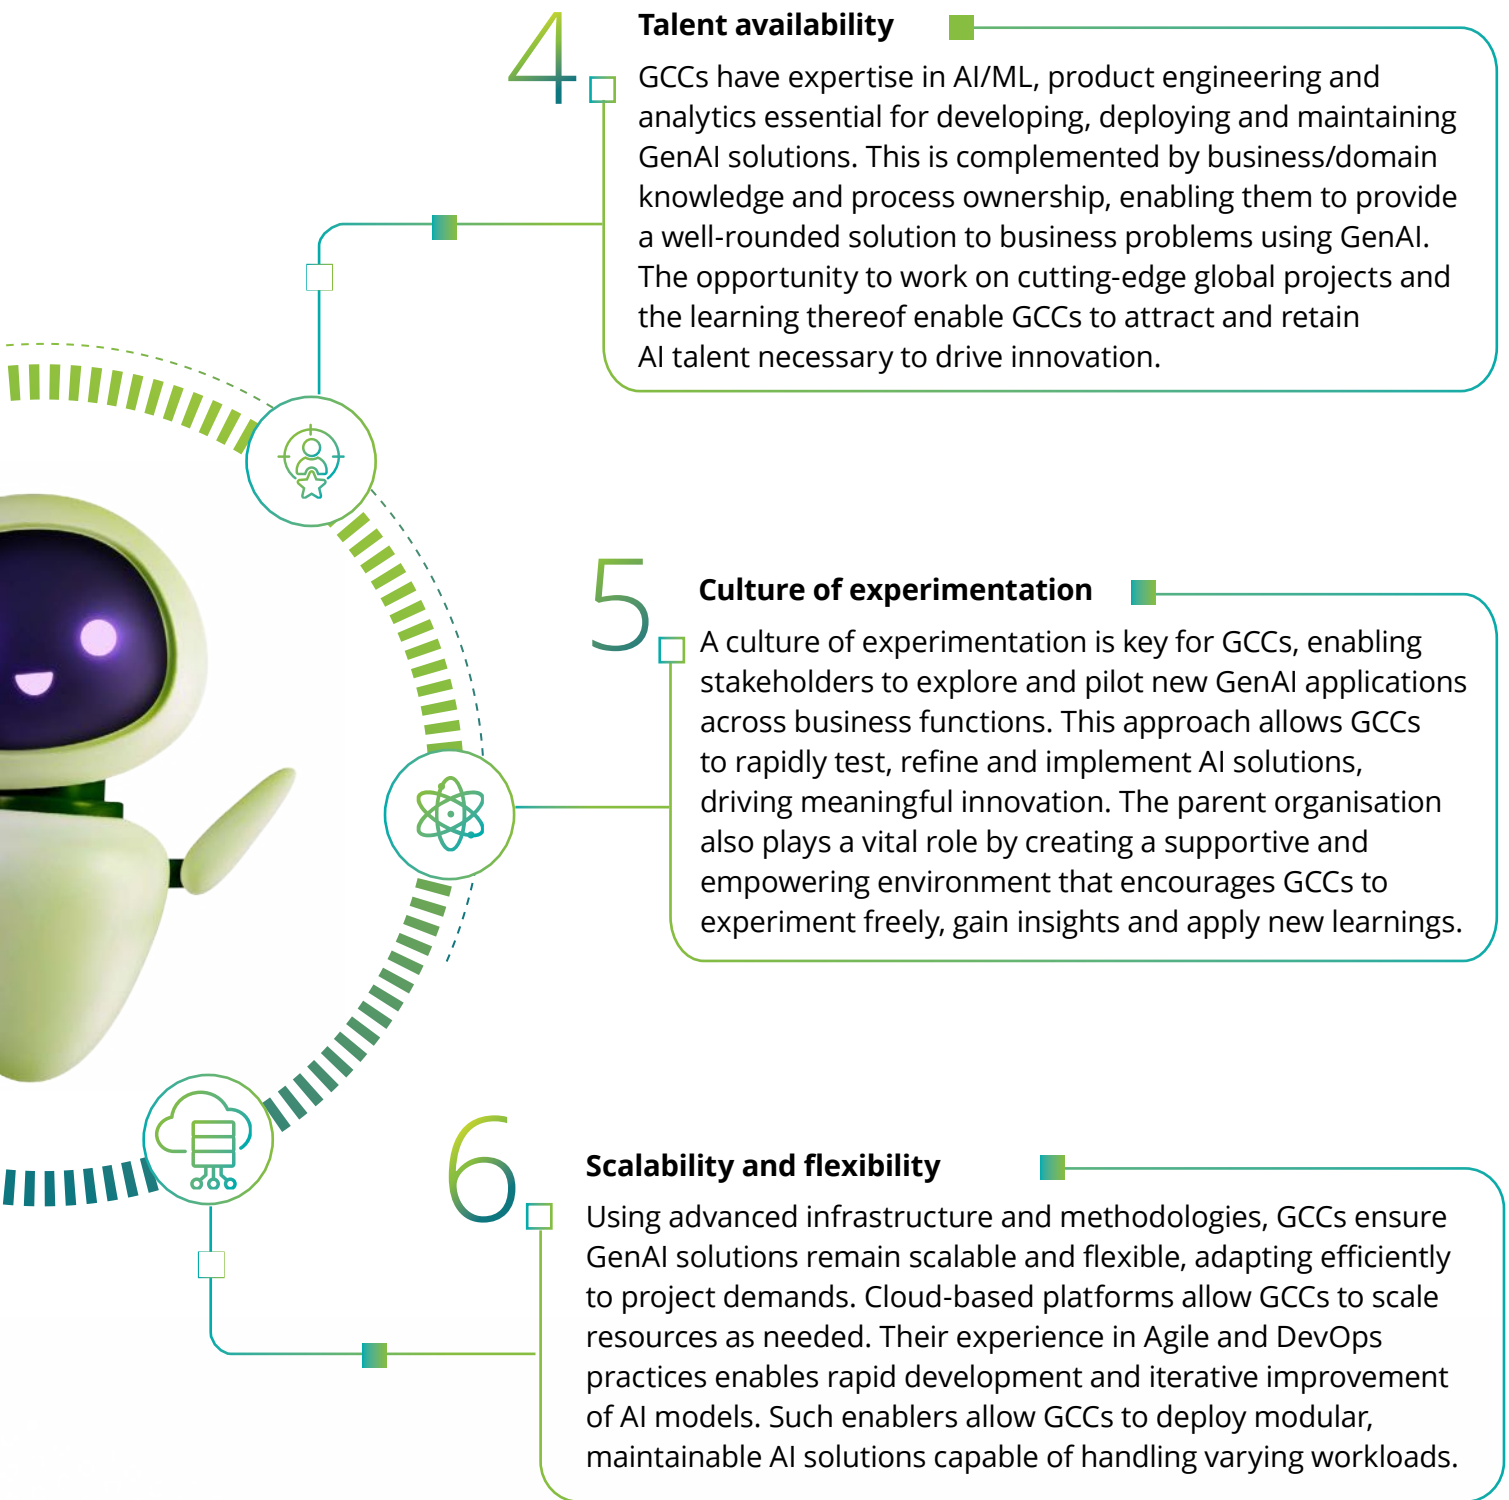 4
Talent availability
GCCs have expertise in AI/ML, product engineering and
analytics essential for developing, deploying and maintaining
GenAI solutions. This is complemented by business/domain
knowledge and process ownership, enabling them to provide
a well-rounded solution to business problems using GenAI.
The opportunity to work on cutting-edge global projects and
the learning thereof enable GCCs to attract and retain
AI talent necessary to drive innovation.
5
Culture of experimentation
A culture of experimentation is key for GCCs, enabling
stakeholders to explore and pilot new GenAI applications
across business functions. This approach allows GCCs
to rapidly test, refine and implement AI solutions,
driving meaningful innovation. The parent organisation
also plays a vital role by creating a supportive and
empowering environment that encourages GCCs to
experiment freely, gain insights and apply new learnings.
6
Scalability and flexibility
Using advanced infrastructure and methodologies, GCCs ensure
GenAI solutions remain scalable and flexible, adapting efficiently
to project demands. Cloud-based platforms allow GCCs to scale
resources as needed. Their experience in Agile and DevOps
practices enables rapid development and iterative improvement
of AI models. Such enablers allow GCCs to deploy modular,
maintainable AI solutions capable of handling varying workloads.